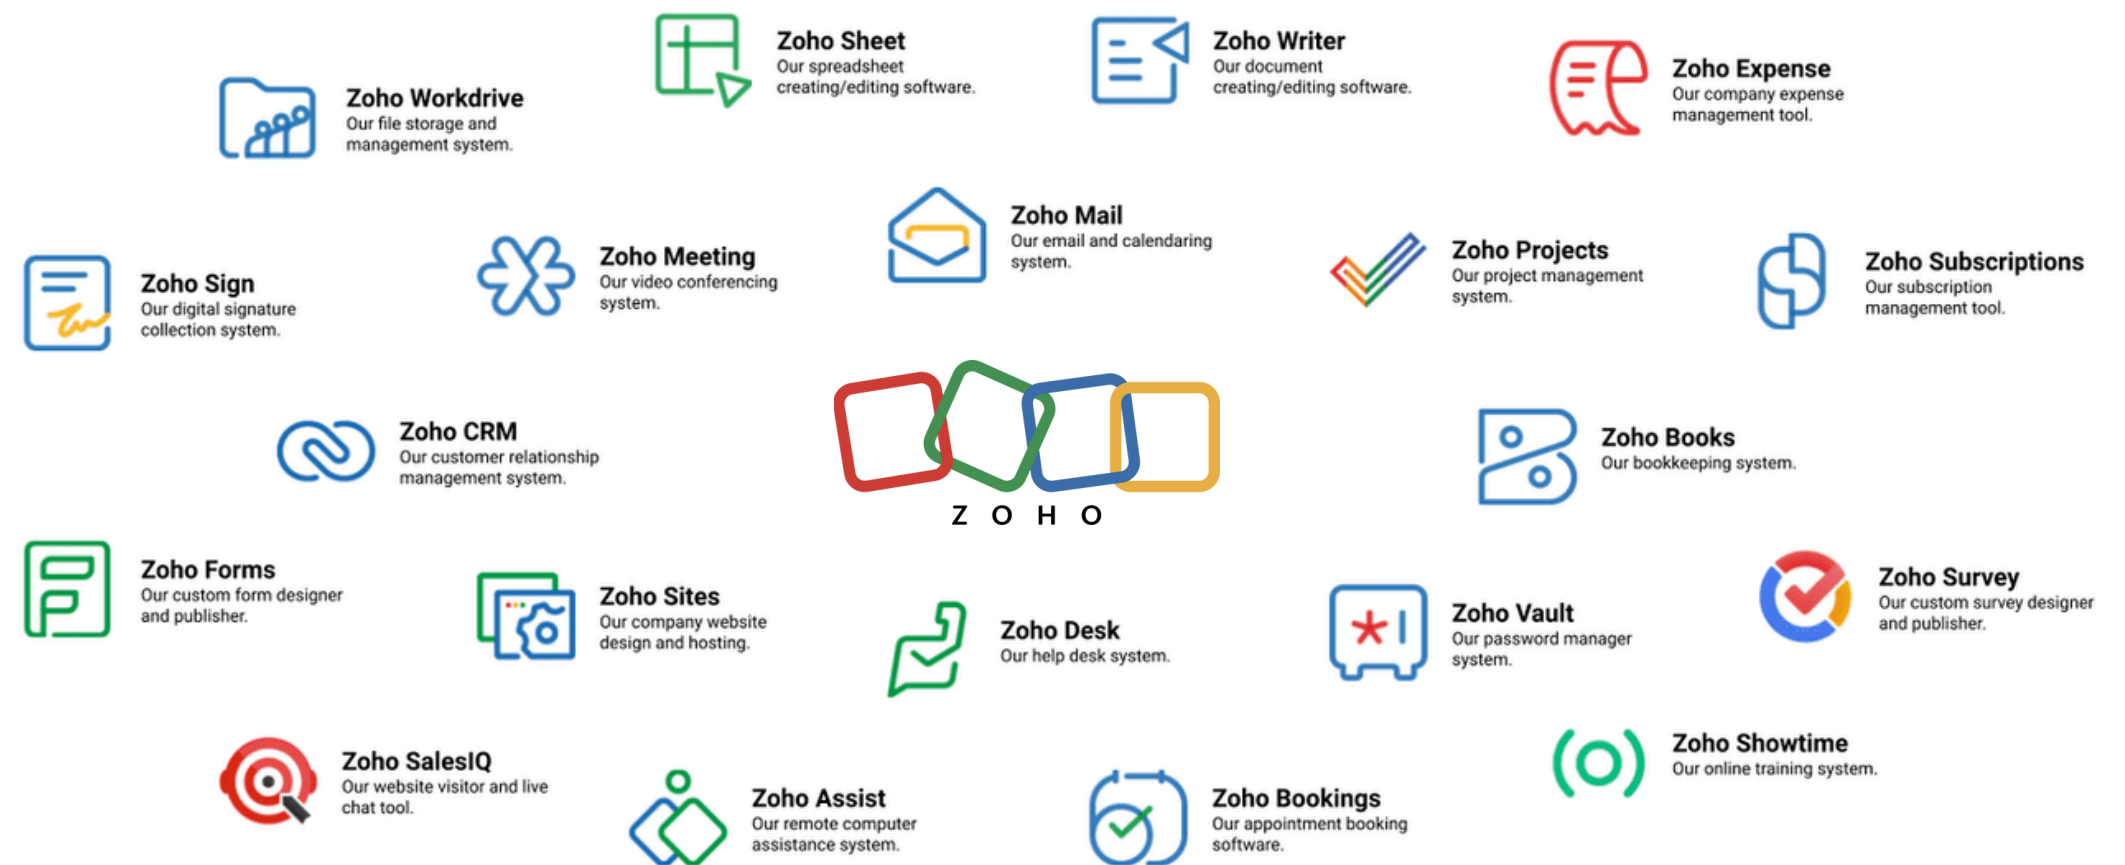 Zoho Sheet
Our spreadsheet
creating/editing software.
Zoho Writer
Our document
creating/editing software.
Zoho Expense
Our company expense
management tool.
Zoho Workdrive
Our file storage and
management system.
Zoho Mail
Our email and calendaring
system.
Zoho Meeting
Our video conferencing
system.
Zoho Projects
Our project management
system.
Zoho Subscriptions
Our subscription
management tool.
Zoho Sign
Our digital signature
collection system.
Zoho CRM
Our customer relationship
management system.
ZOHO
Zoho Books
Our bookkeeping system.
Zoho Forms
Our custom form designer
and publisher.
Zoho Sites
Our company website
design and hosting.
Zoho Desk
Our help desk system.
Zoho Vault
Our password manager
system.
Zoho Survey
Our custom survey designer
and publisher.
Zoho SalesIQ
Our website visitor and live
chat tool.
Zoho Assist
Our remote computer
assistance system.
Zoho Bookings
Our appointment booking
software.
Zoho Showtime
Our online training system.